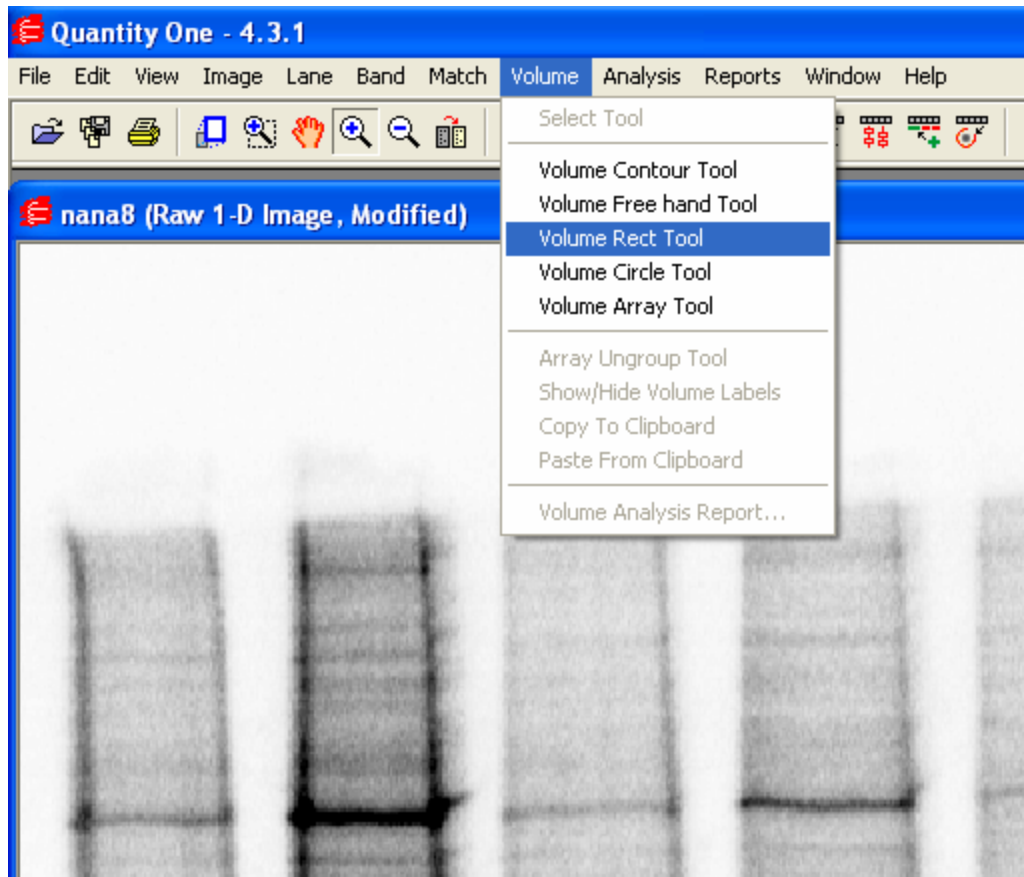 Quantity One - 4.3.1
File Edit View Image Lane Band Match Volume Analysis Reports Window Help
Select Tool
Volume Contour Tool
Volume Free hand Tool
nana8 (Raw 1-D Image, Modified)
Volume Rect Tool
Volume Circle Tool
Volume Array Tool
Array Ungroup Tool
Show/Hide Volume Labels
Copy To Clipboard
Paste From Clipboard
Volume Analysis Report...